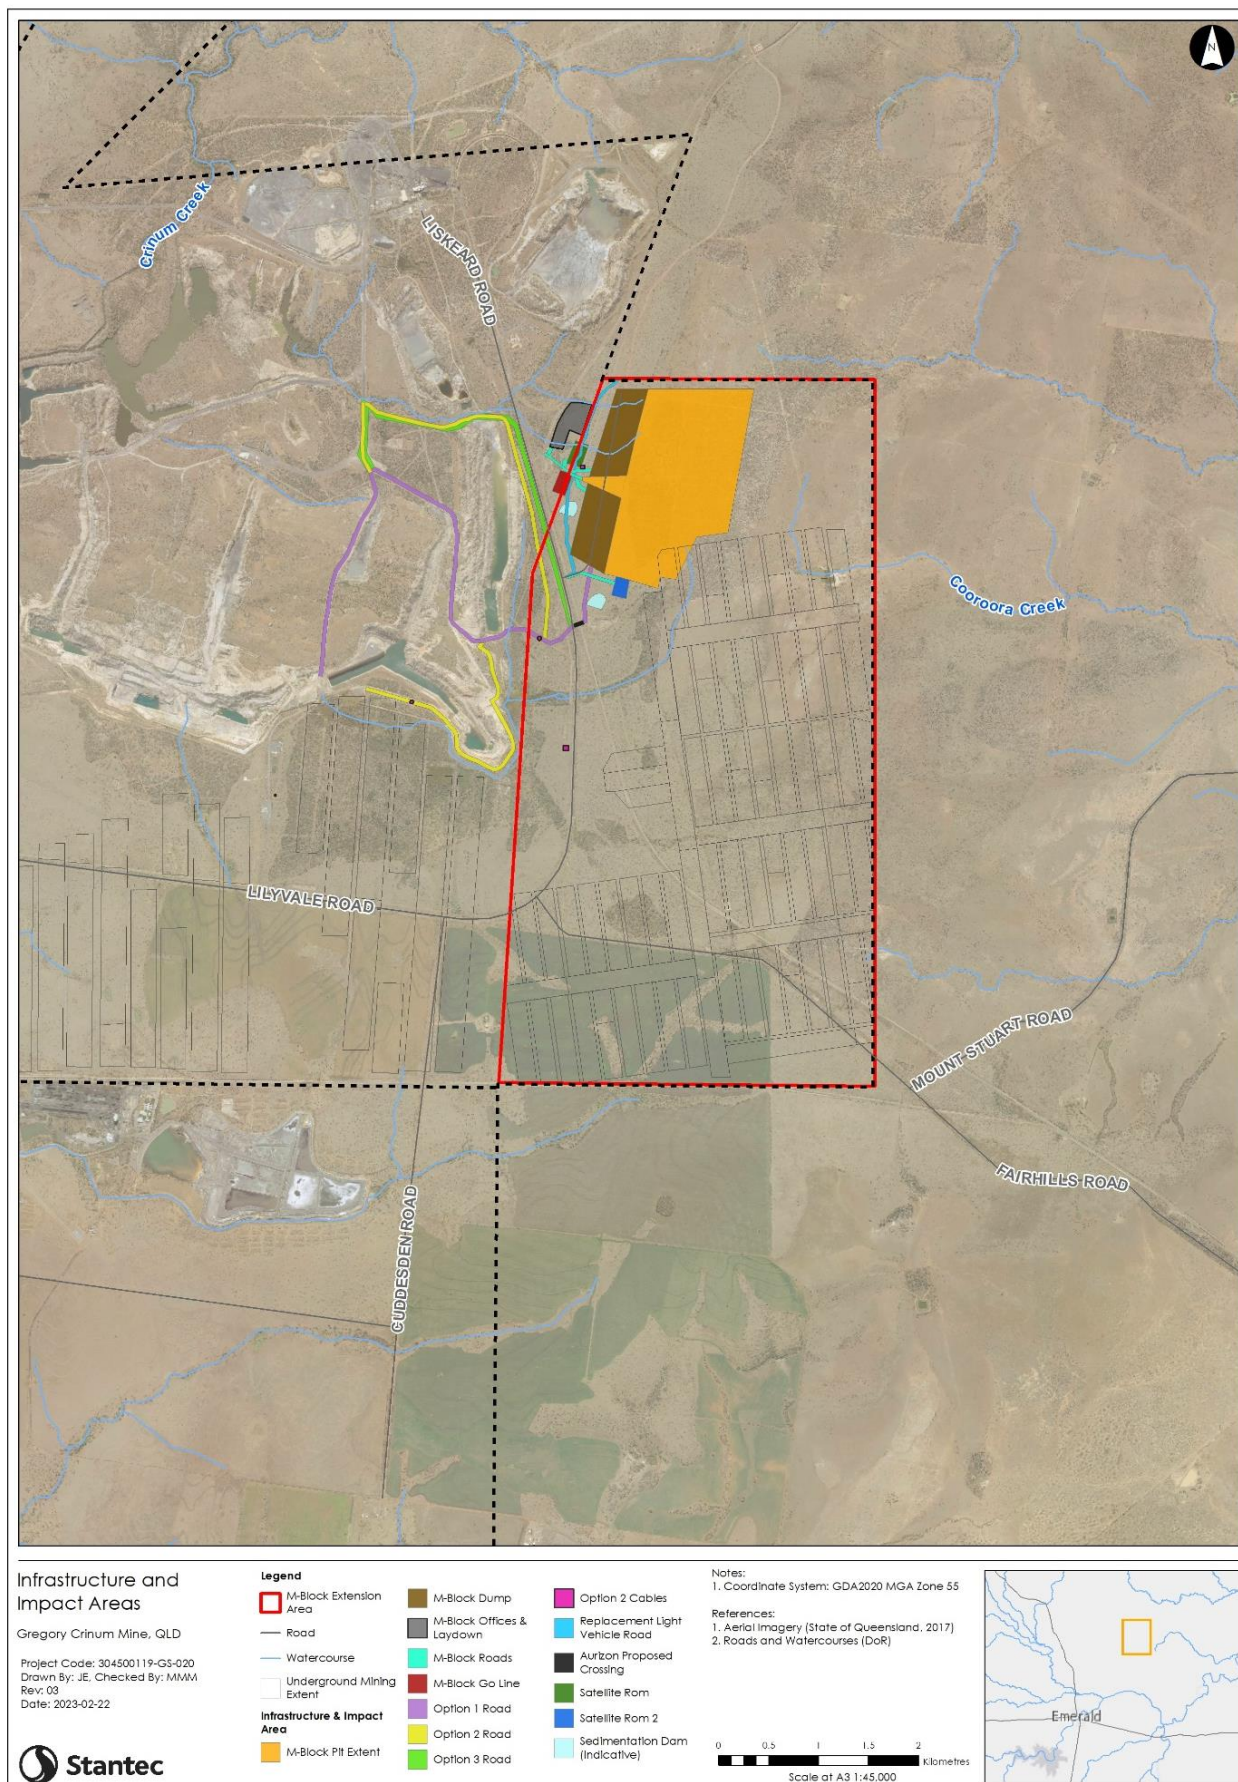 N
Crinum Creek
LISKEARD ROAD
Cooroora Creek
LILYVALE ROAD
MOUNT STUART ROAD
FAIRHILLS ROAD
CUDDESDEN ROAD
Infrastructure and
Impact Areas
Gregory Crinum Mine, QLD
Project Code: 304500119-GS-020
Drawn By: JE, Checked By: MMM
Rev: 03
Date: 2023-02-22
Stantec
Legend
M-Block Extension
Area
Road
Watercourse
Underground Mining
Extent
Infrastructure & Impact
Area
M-Block Pit Extent
M-Block Dump
M-Block Offices &
Laydown
M-Block Roads
M-Block Go Line
Option 1 Road
Option 2 Road
Option 3 Road
Option 2 Cables
Replacement Light
Vehicle Road
Aurizon Proposed
Crossing
Satellite Rom
Satellite Rom 2
Sedimentation Dam
(Indicative)
Notes:
1. Coordinate System: GDA2020 MGA Zone 55
References:
1. Aerial Imagery (State of Queensland, 2017)
2. Roads and Watercourses (DoR)
0 0.5 1 1.5 2
Kilometres
Scale at A3 1:45,000
Emerald